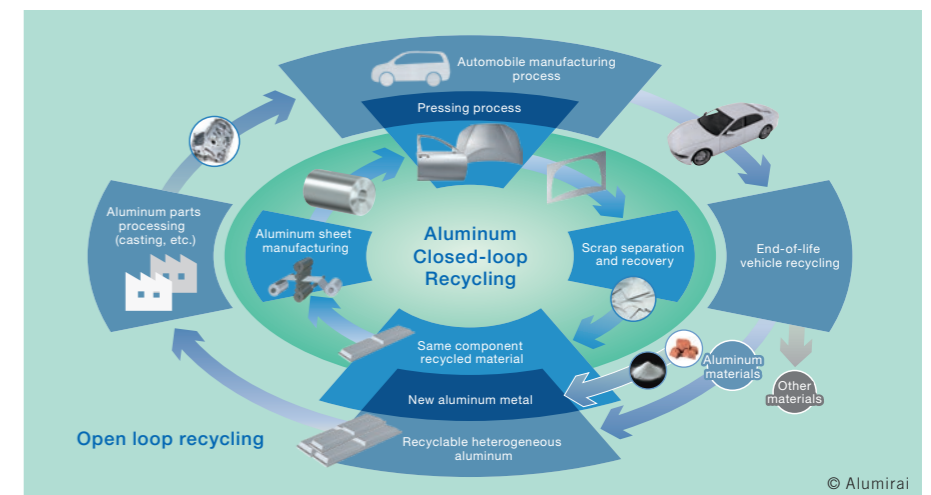 Automobile manufacturing
process
Pressing process
Aluminum parts
processing
(casting, etc.)
Aluminum sheet
manufacturing
Aluminum
Closed-loop
Recycling
Scrap separation
and recovery
End-of-life
vehicle recycling
Same component
recycled material
Aluminum
materials
Other
materials
New aluminum metal
Open loop recycling
Recyclable heterogeneous
aluminum
© Alumirai